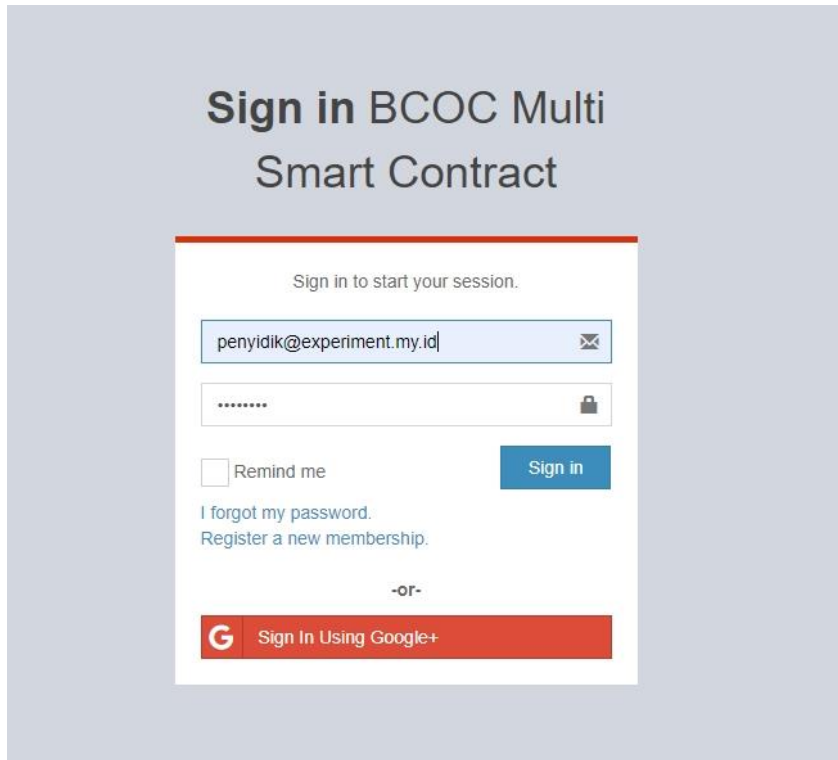 Sign in BCOC Multi
Smart Contract
Sign in to start your session.
penyidik@experiment.my.id
••••••••
Remind me
Sign in
I forgot my password.
Register a new membership.
-or-
G Sign In Using Google+